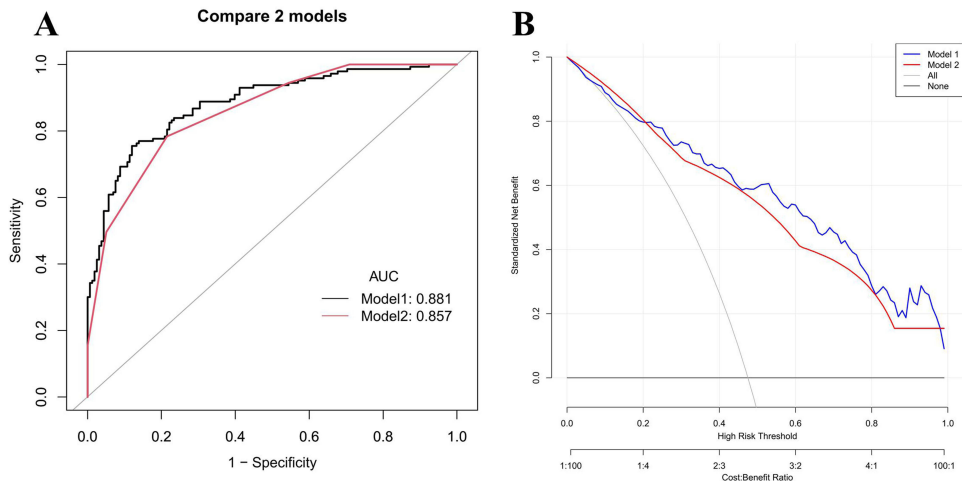 A
Compare 2 models
Sensitivity
1.0
0.8
0.6
0.4
0.2
0.0
AUC
Model1: 0.881
Model2: 0.857
0.0 0.2 0.4 0.6 0.8 1.0
1 − Specificity
B
Model 1
Model 2
All
None
Standardized Net Benefit
1.0
0.8
0.6
0.4
0.2
0.0
0.0 0.2 0.4 0.6 0.8 1.0
High Risk Threshold
1:100 1:4 2:3 3:2 4:1 100:1
Cost:Benefit Ratio